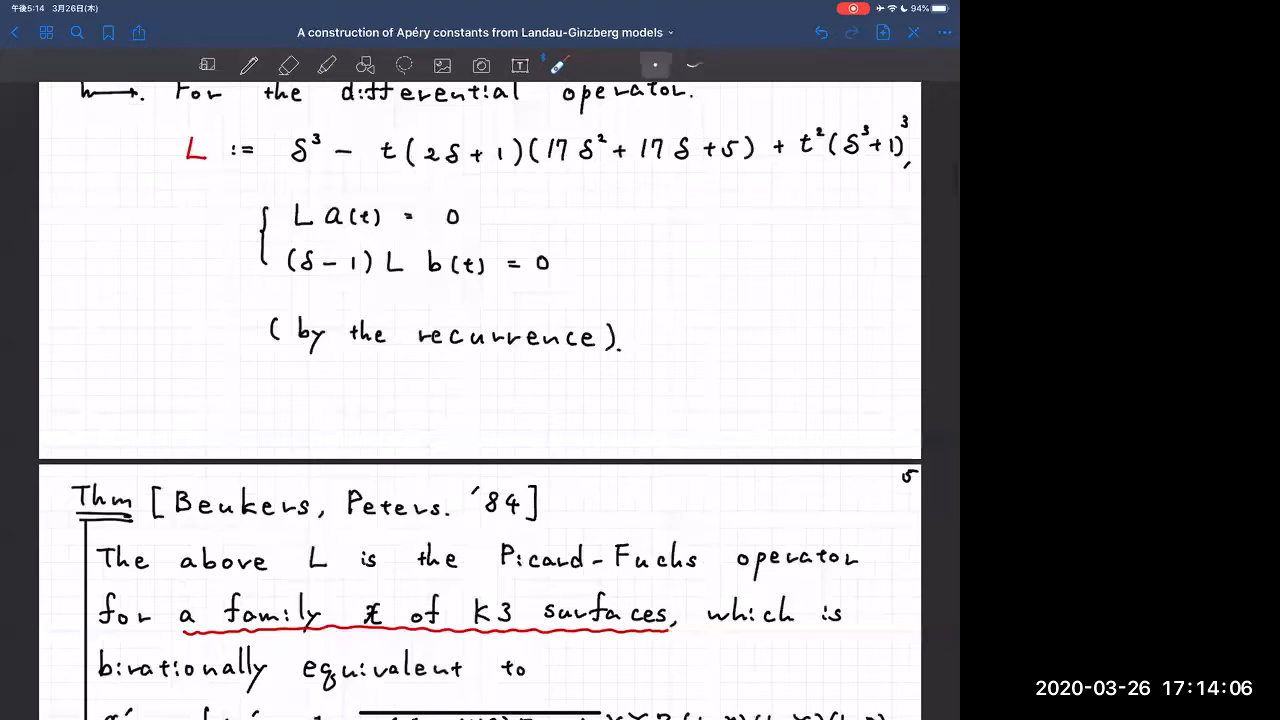 午後5:14 3月26日(木)
94%
A construction of Apéry constants from Landau-Ginzberg models
For the differential operator.
L := δ³ − t(2δ+1)(17δ²+17δ+5) + t²(δ³+1)³,
L a(t) = 0
(δ−1) L b(t) = 0
(by the recurrence).
5
Thm [Beukers, Peters. '84]
The above L is the Picard-Fuchs operator
for a family 𝔛 of K3 surfaces, which is
birationally equivalent to
2020-03-26 17:14:06